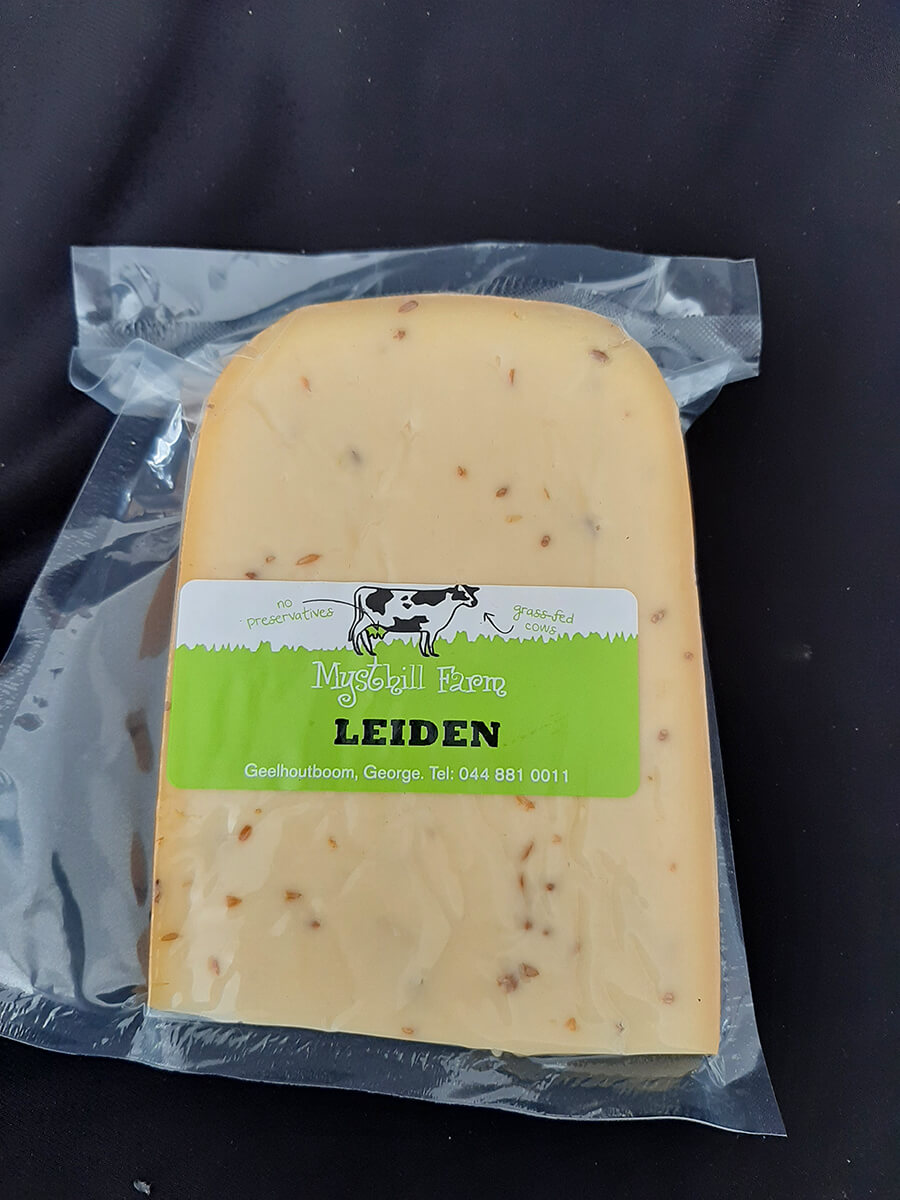 no
preservatives
grass-fed
cows
Mysthill Farm
LEIDEN
Geelhoutboom, George. Tel: 044 881 0011